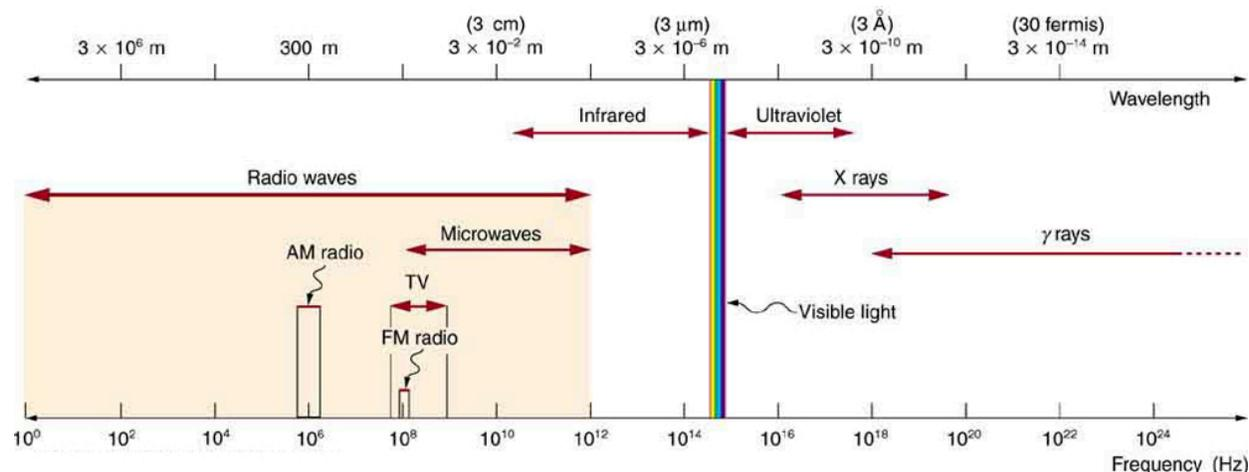 (3 cm) (3 μm) (3 Å) (30 fermis)
3 × 10⁶ m 300 m 3 × 10⁻² m 3 × 10⁻⁶ m 3 × 10⁻¹⁰ m 3 × 10⁻¹⁴ m
Wavelength
Infrared Ultraviolet
Radio waves X rays
Microwaves γ rays
AM radio
TV
Visible light
FM radio
10⁰ 10² 10⁴ 10⁶ 10⁸ 10¹⁰ 10¹² 10¹⁴ 10¹⁶ 10¹⁸ 10²⁰ 10²² 10²⁴
Frequency (Hz)